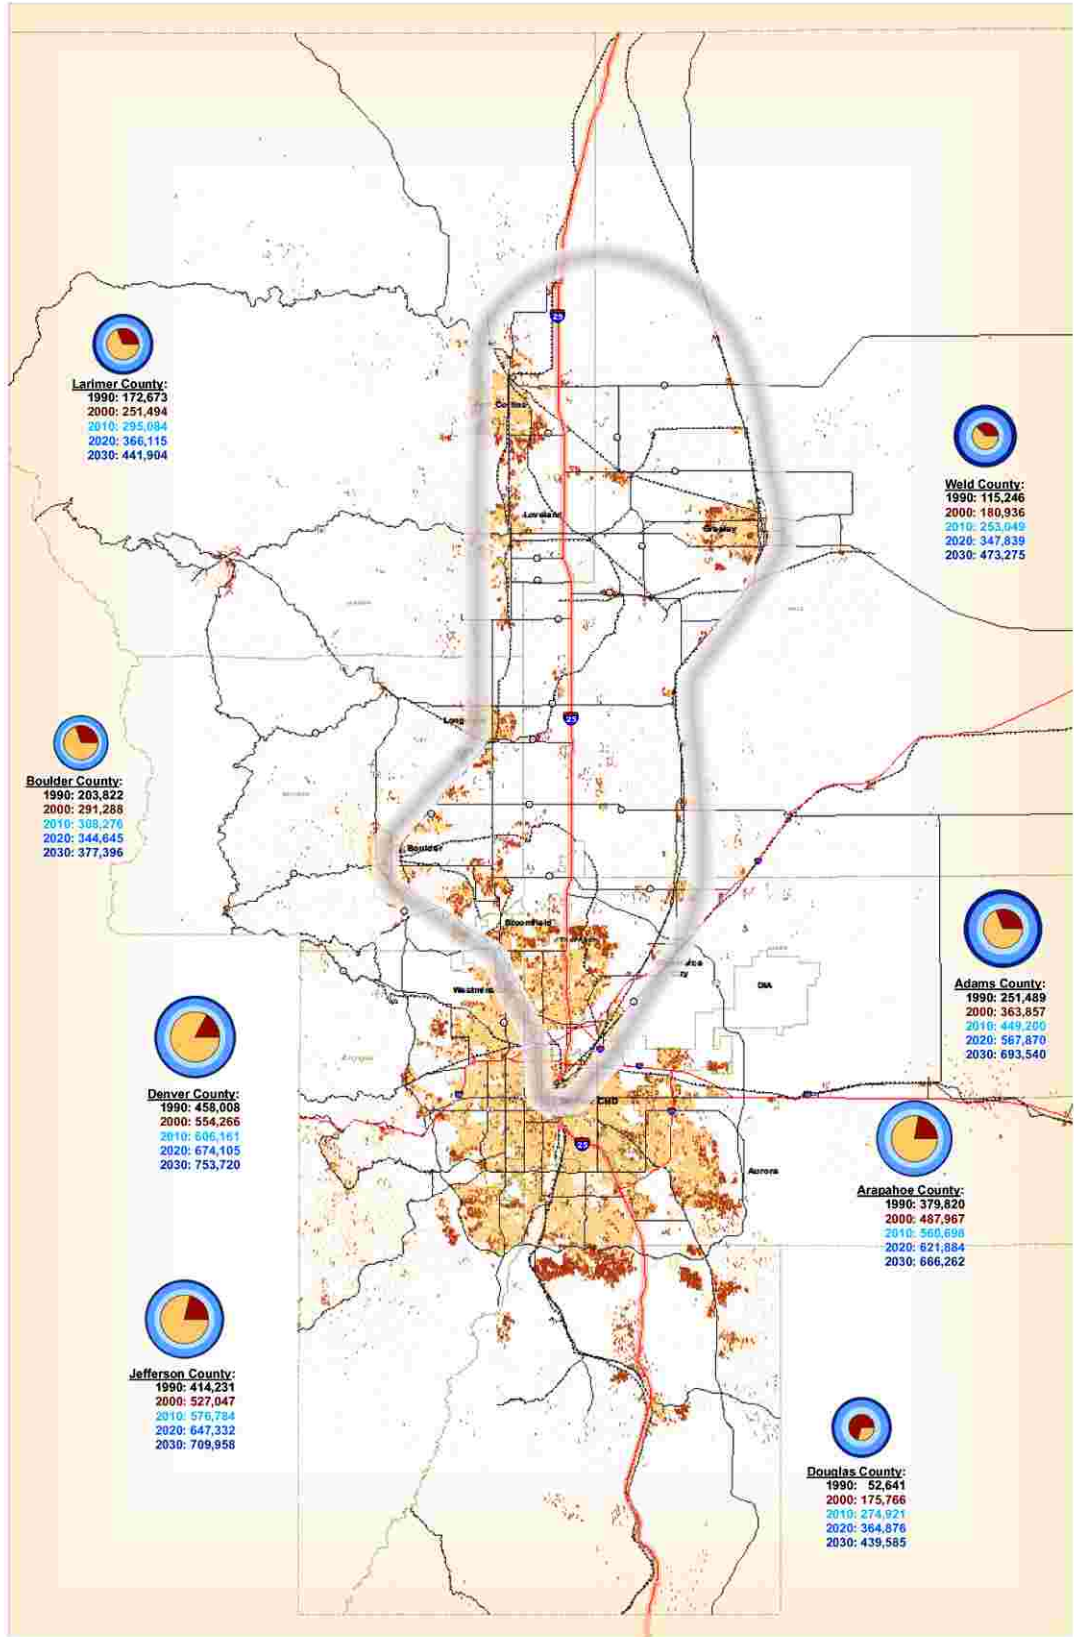 25
Larimer County:
1990: 172,673
2000: 251,494
2010: 295,084
2020: 366,115
2030: 441,904
Weld County:
1990: 115,246
2000: 180,936
2010: 253,049
2020: 347,839
2030: 473,275
Loveland
Greeley
Long
25
Boulder County:
1990: 203,822
2000: 291,288
2010: 308,276
2020: 344,645
2030: 377,396
Boulder
Bloomfield
Adams County:
1990: 251,489
2000: 363,857
2010: 449,200
2020: 567,870
2030: 693,540
Westmins
DIA
Denver County:
1990: 458,008
2000: 554,266
2010: 606,161
2020: 674,105
2030: 753,720
CBD
25
Aurora
Arapahoe County:
1990: 379,820
2000: 487,967
2010: 560,698
2020: 621,884
2030: 666,262
Jefferson County:
1990: 414,231
2000: 527,047
2010: 576,784
2020: 647,332
2030: 709,958
Douglas County:
1990: 52,641
2000: 175,766
2010: 274,921
2020: 364,876
2030: 439,585